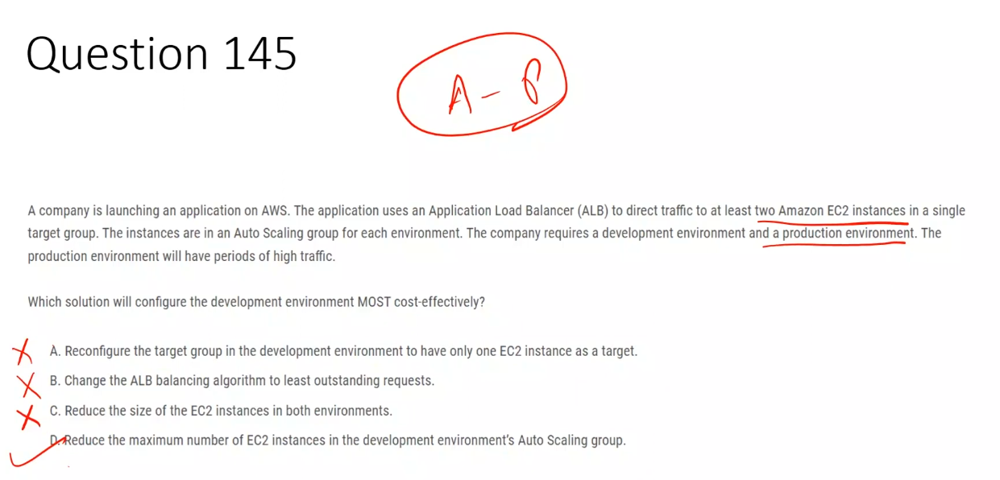 Question 145
A company is launching an application on AWS. The application uses an Application Load Balancer (ALB) to direct traffic to at least two Amazon EC2 instances in a single
target group. The instances are in an Auto Scaling group for each environment. The company requires a development environment and a production environment. The
production environment will have periods of high traffic.
Which solution will configure the development environment MOST cost-effectively?
A. Reconfigure the target group in the development environment to have only one EC2 instance as a target.
B. Change the ALB balancing algorithm to least outstanding requests.
C. Reduce the size of the EC2 instances in both environments.
D. Reduce the maximum number of EC2 instances in the development environment’s Auto Scaling group.